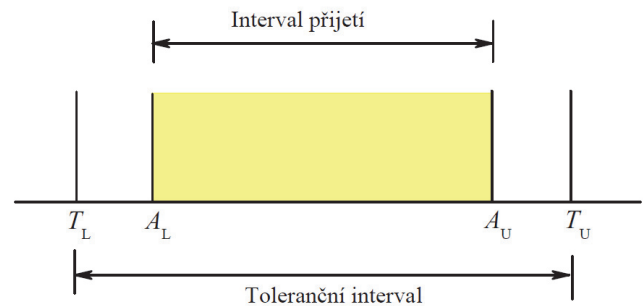 Interval přijetí
T_L A_L A_U T_U
Toleranční interval